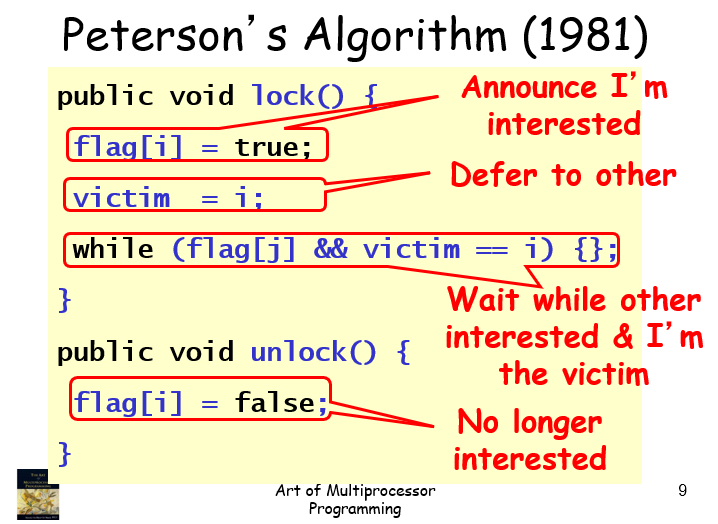 Peterson’s Algorithm (1981)
public void lock() {
flag[i] = true;
victim  = i;
while (flag[j] && victim == i) {};
}
public void unlock() {
flag[i] = false;
}
Announce I’m
interested
Defer to other
Wait while other
interested & I’m
the victim
No longer
interested
Art of Multiprocessor
Programming
9